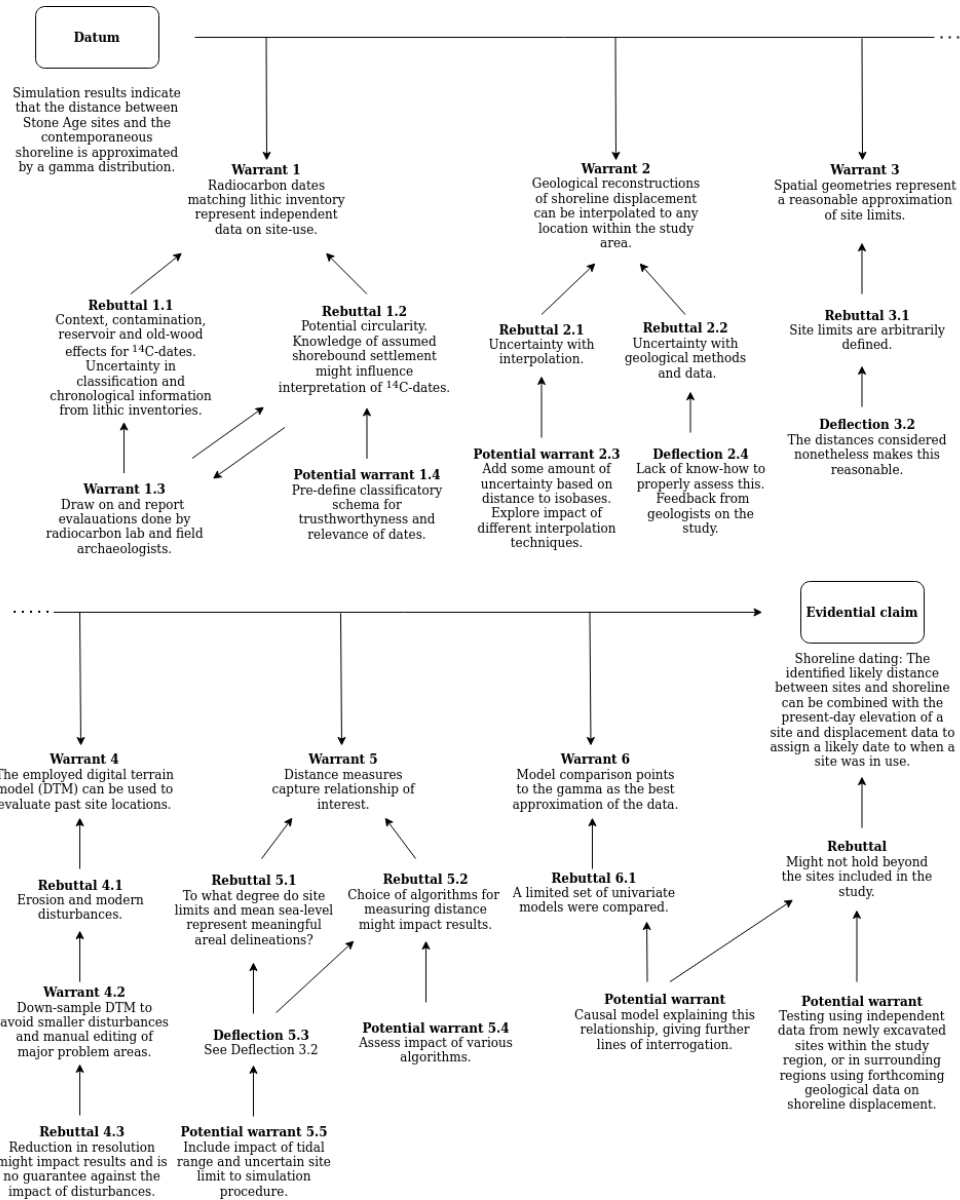 Datum
Simulation results indicate
that the distance between
Stone Age sites and the
contemporaneous
shoreline is approximated
by a gamma distribution.
Warrant 1
Radiocarbon dates
matching lithic inventory
represent independent
data on site-use.
Warrant 2
Geological reconstructions
of shoreline displacement
can be interpolated to any
location within the study
area.
Warrant 3
Spatial geometries represent
a reasonable approximation
of site limits.
Rebuttal 1.1
Context, contamination,
reservoir and old-wood
effects for ¹⁴C-dates.
Uncertainty in
classification and
chronological information
from lithic inventories.
Rebuttal 1.2
Potential circularity.
Knowledge of assumed
shorebound settlement
might influence
interpretation of ¹⁴C-dates.
Rebuttal 2.1
Uncertainty with
interpolation.
Rebuttal 2.2
Uncertainty with
geological methods
and data.
Rebuttal 3.1
Site limits are arbitrarily
defined.
Warrant 1.3
Draw on and report
evalauations done by
radiocarbon lab and field
archaeologists.
Potential warrant 1.4
Pre-define classificatory
schema for
trusthworthyness and
relevance of dates.
Potential warrant 2.3
Add some amount of
uncertainty based on
distance to isobases.
Explore impact of
different interpolation
techniques.
Deflection 2.4
Lack of know-how to
properly assess this.
Feedback from
geologists on the
study.
Deflection 3.2
The distances considered
nonetheless makes this
reasonable.
Evidential claim
Shoreline dating: The
identified likely distance
between sites and shoreline
can be combined with the
present-day elevation of a
site and displacement data to
assign a likely date to when a
site was in use.
Warrant 4
The employed digital terrain
model (DTM) can be used to
evaluate past site locations.
Warrant 5
Distance measures
capture relationship of
interest.
Warrant 6
Model comparison points
to the gamma as the best
approximation of the data.
Rebuttal
Might not hold beyond
the sites included in the
study.
Rebuttal 4.1
Erosion and modern
disturbances.
Rebuttal 5.1
To what degree do site
limits and mean sea-level
represent meaningful
areal delineations?
Rebuttal 5.2
Choice of algorithms for
measuring distance
might impact results.
Rebuttal 6.1
A limited set of univariate
models were compared.
Warrant 4.2
Down-sample DTM to
avoid smaller disturbances
and manual editing of
major problem areas.
Deflection 5.3
See Deflection 3.2
Potential warrant 5.4
Assess impact of various
algorithms.
Potential warrant
Causal model explaining this
relationship, giving further
lines of interrogation.
Potential warrant
Testing using independent
data from newly excavated
sites within the study
region, or in surrounding
regions using forthcoming
geological data on
shoreline displacement.
Rebuttal 4.3
Reduction in resolution
might impact results and is
no guarantee against the
impact of disturbances.
Potential warrant 5.5
Include impact of tidal
range and uncertain site
limit to simulation
procedure.